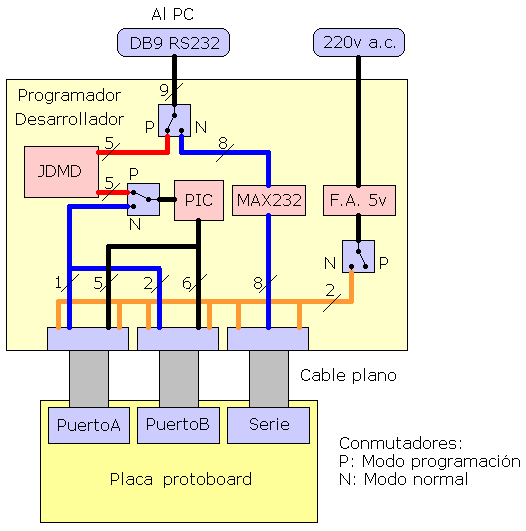 Al PC
DB9 RS232
220v a.c.
Programador
Desarrollador
9
P
N
5
8
JDMD
5
P
N
PIC
MAX232
F.A. 5v
N
P
1
5
2
6
8
2
Cable plano
PuertoA
PuertoB
Serie
Placa protoboard
Conmutadores:
P: Modo programación
N: Modo normal